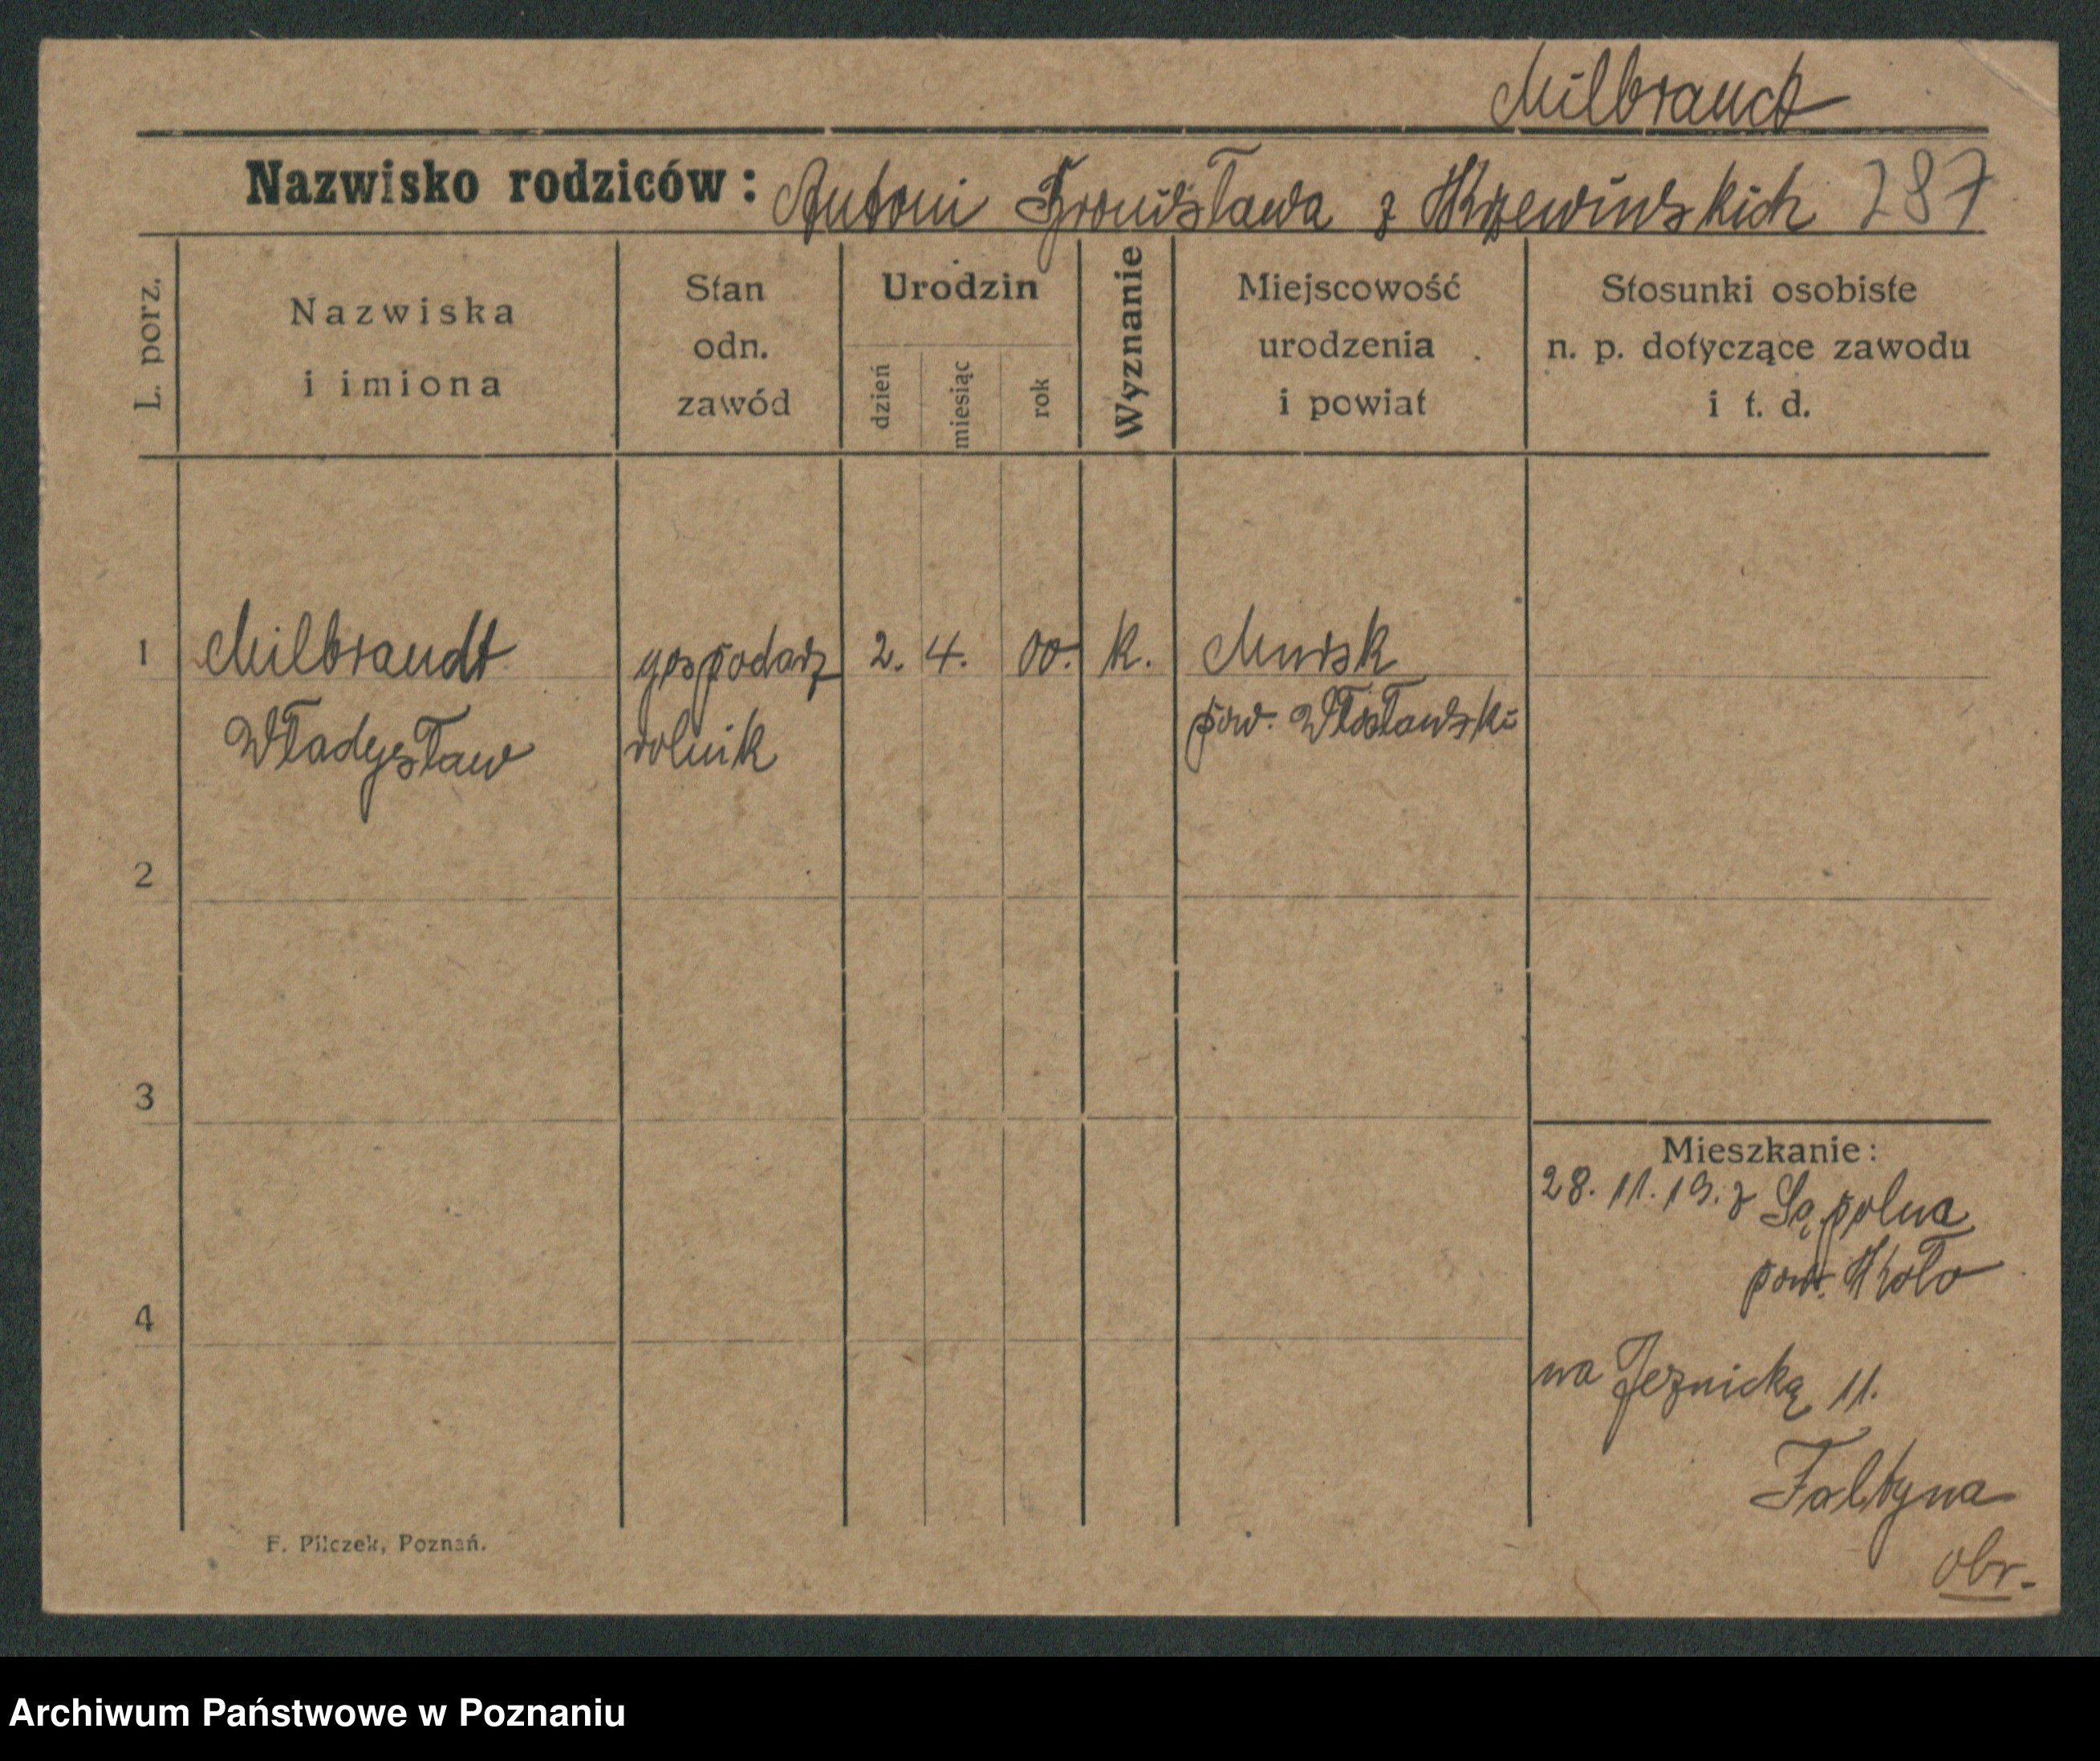 Milbrandt
Nazwisko rodziców: Antoni Bronisława z Krzewińskich 287
L. porz.
Nazwiska
i imiona
Stan
odn.
zawód
Urodzin
dzień
miesiąc
rok
Wyznanie
Miejscowość
urodzenia
i powiat
Stosunki osobiste
n. p. dotyczące zawodu
i t. d.
1 Milbrandt gospodarz 2. 4. 00. k. Mursk
Władysław rolnik pow. Włocławski
2
3
4
Mieszkanie:
28. 11. 19. z Sąpolna
pow. Koło
na Jeznicką 11.
Faltyna
obr.
F. Pilczek, Poznań.
Archiwum Państwowe w Poznaniu